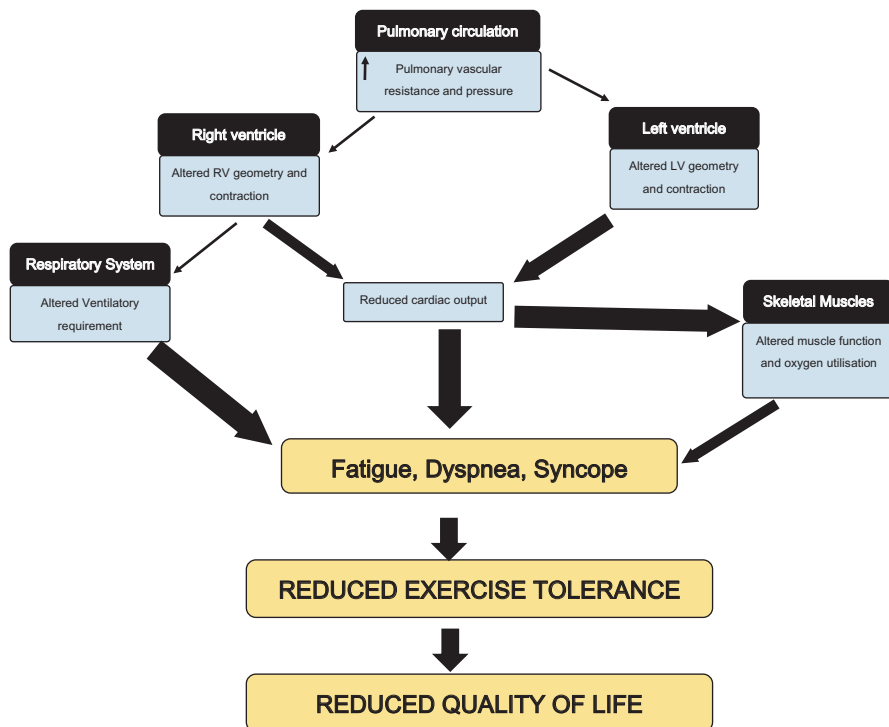 Pulmonary circulation
Pulmonary vascular
resistance and pressure
Right ventricle
Altered RV geometry and
contraction
Left ventricle
Altered LV geometry
and contraction
Respiratory System
Altered Ventilatory
requirement
Reduced cardiac output
Skeletal Muscles
Altered muscle function
and oxygen utilisation
Fatigue, Dyspnea, Syncope
REDUCED EXERCISE TOLERANCE
REDUCED QUALITY OF LIFE